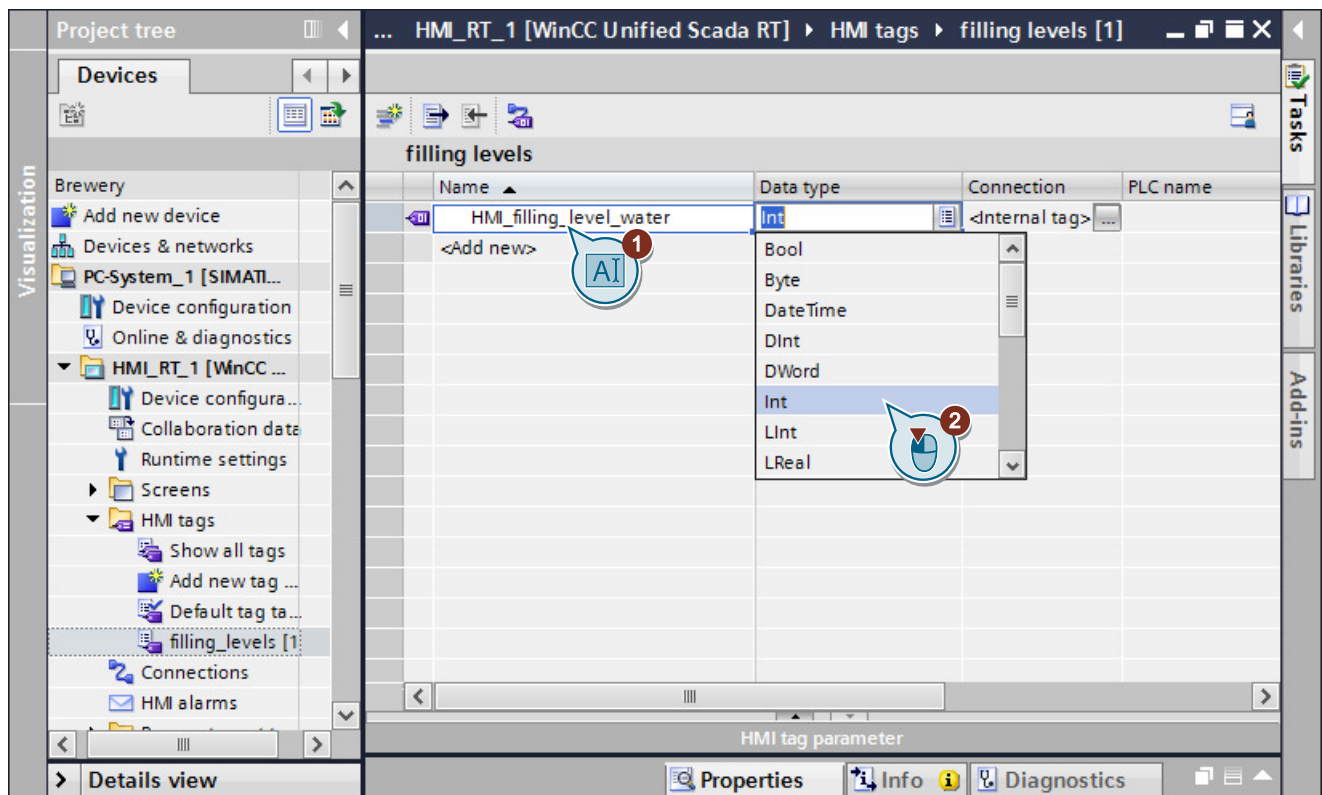 Project tree
... HMI_RT_1 [WinCC Unified Scada RT] HMI tags filling levels [1]
Devices
Visualization
Tasks
Libraries
Add-ins
filling levels
Brewery
Add new device
Devices & networks
PC-System_1 [SIMATI...
Device configuration
Online & diagnostics
HMI_RT_1 [WinCC ...
Device configura...
Collaboration data
Runtime settings
Screens
HMI tags
Show all tags
Add new tag ...
Default tag ta...
filling_levels [1]
Connections
HMI alarms
Details view
Name Data type Connection PLC name
HMI_filling_level_water Int <Internal tag> ...
<Add new>
1
AI
Bool
Byte
DateTime
DInt
DWord
Int
2
LInt
LReal
HMI tag parameter
Properties Info Diagnostics